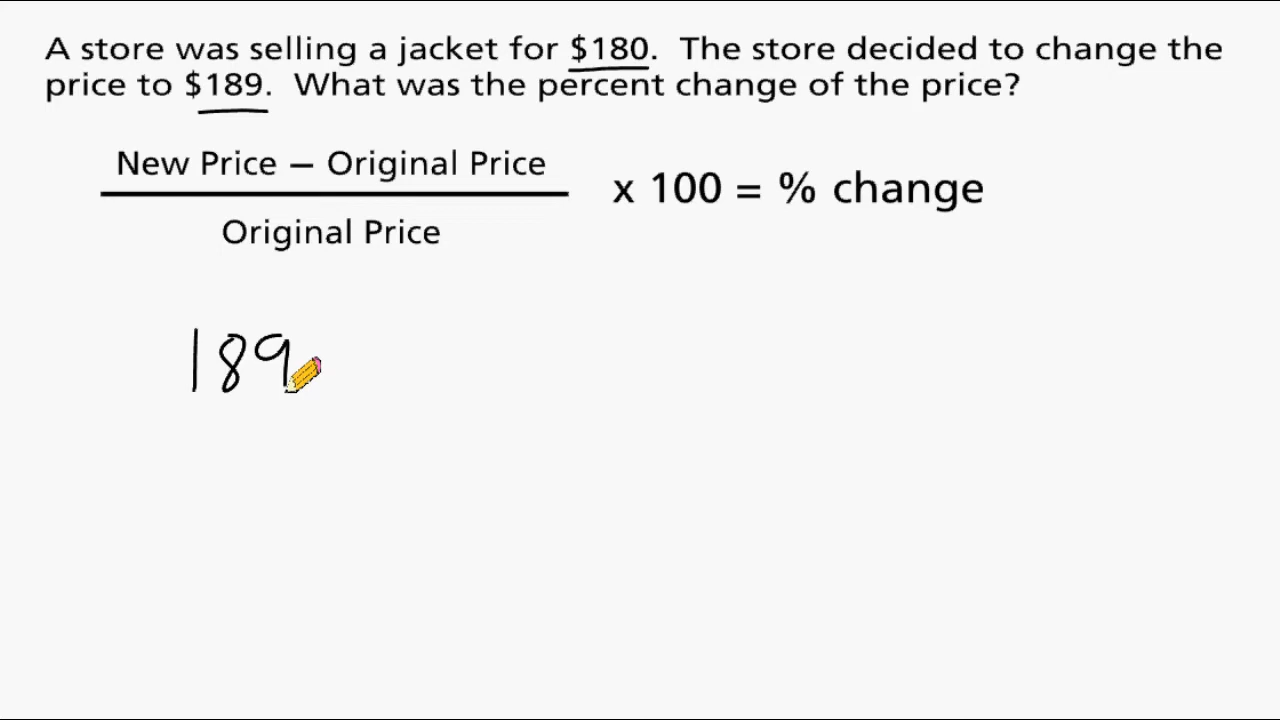 A store was selling a jacket for $180. The store decided to change the
price to $189. What was the percent change of the price?
New Price – Original Price
Original Price
x 100 = % change
189